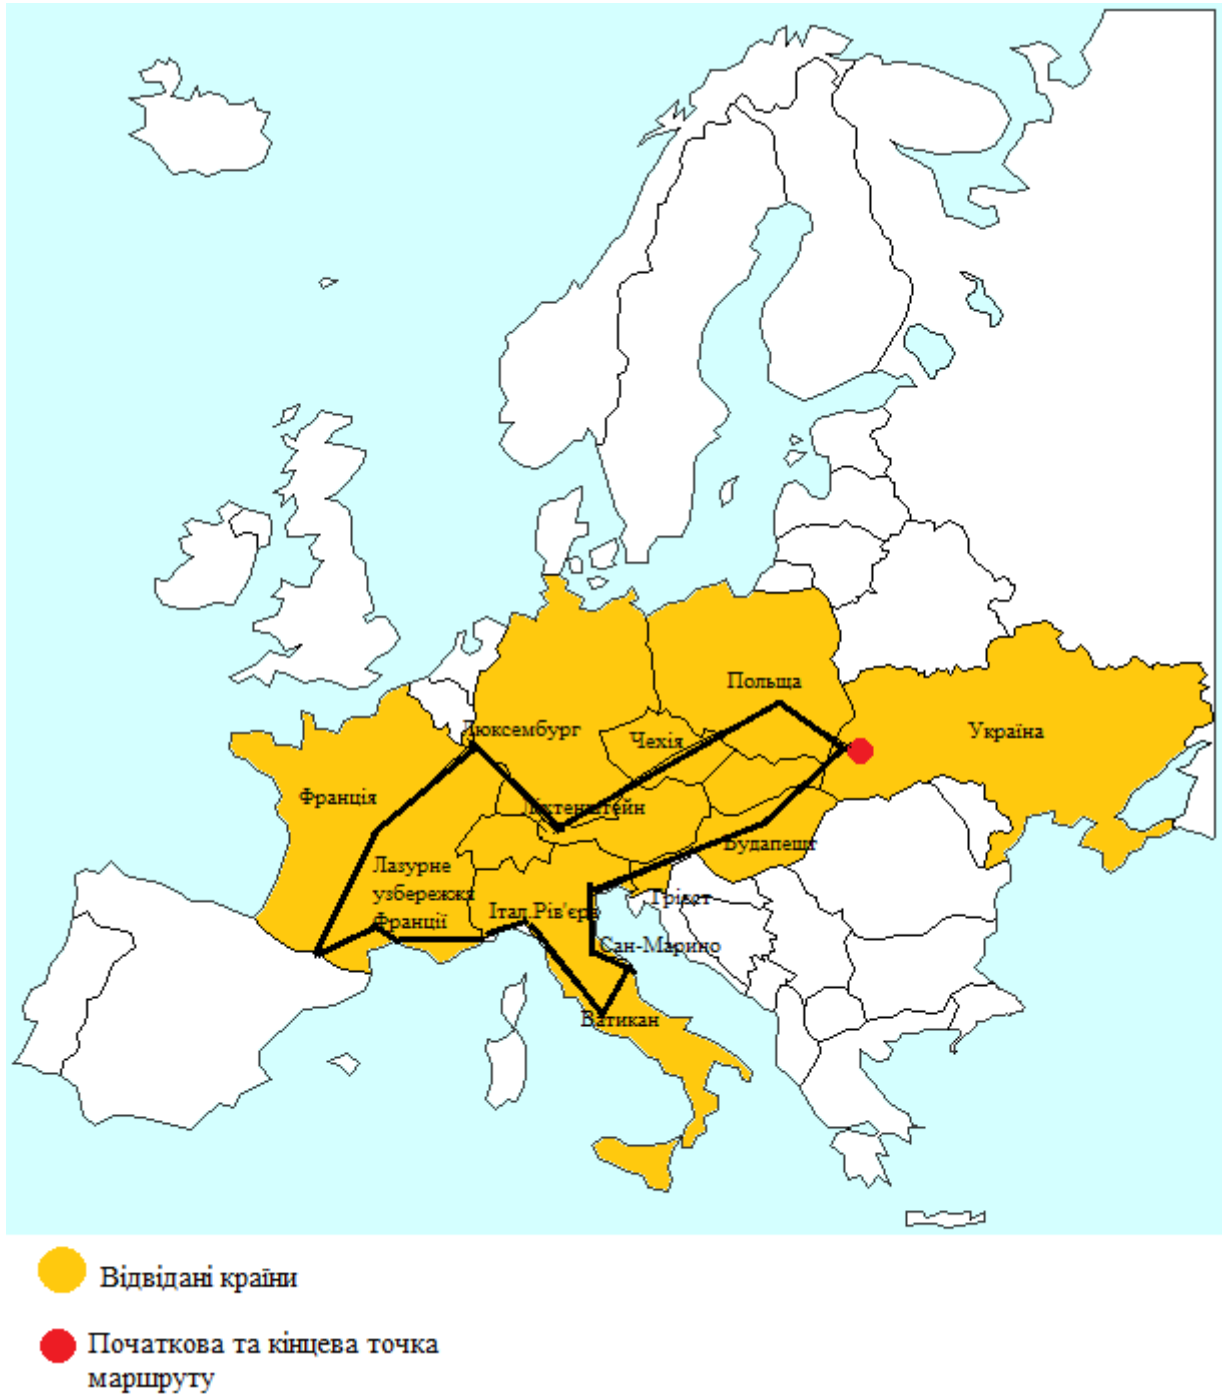 Польща
Україна
Люксембург
Чехія
Франція
Ліхтенштейн
Будапешт
Лазурне
узбережжя
Франції
Італ.Рів'єра
Трієст
Сан-Марино
Ватикан
Відвідані країни
Початкова та кінцева точка
маршруту